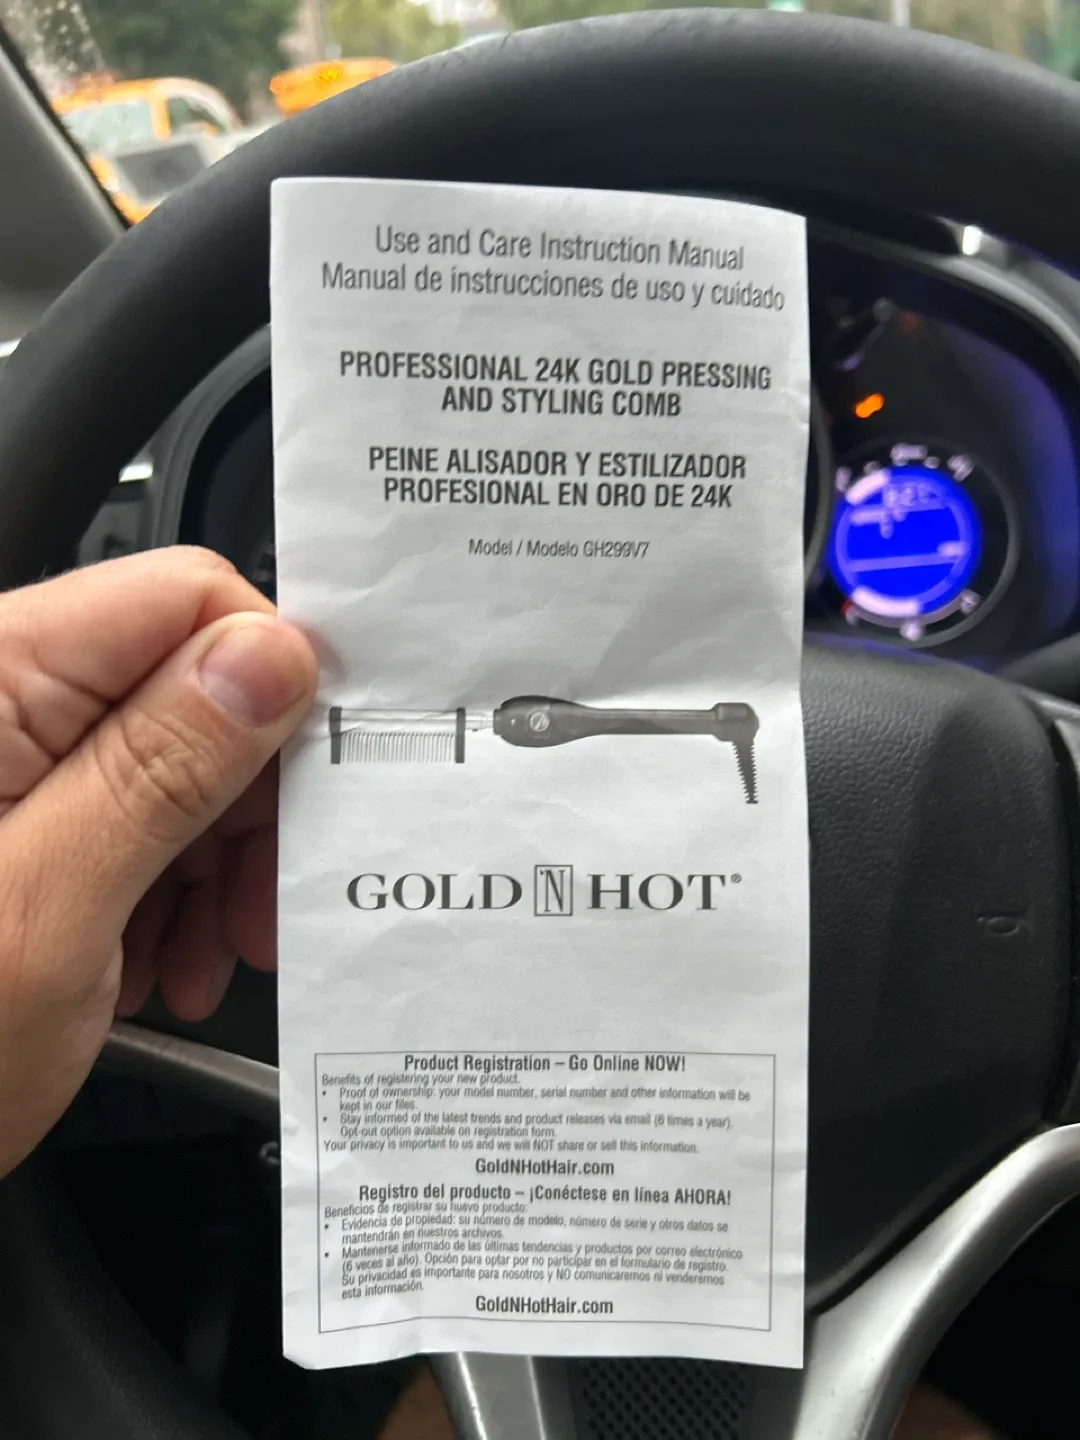 Use and Care Instruction Manual
Manual de instrucciones de uso y cuidado
PROFESSIONAL 24K GOLD PRESSING
AND STYLING COMB
PEINE ALISADOR Y ESTILIZADOR
PROFESIONAL EN ORO DE 24K
Model / Modelo GH299V7
GOLD 'N HOT®
Product Registration – Go Online NOW!
Benefits of registering your new product.
• Proof of ownership: your model number, serial number and other information will be
kept in our files.
• Stay informed of the latest trends and product releases via email (6 times a year).
Opt-out option available on registration form.
Your privacy is important to us and we will NOT share or sell this information.
GoldNHotHair.com
Registro del producto – ¡Conéctese en línea AHORA!
Beneficios de registrar su nuevo producto:
• Evidencia de propiedad: su número de modelo, número de serie y otros datos se
mantendrán en nuestros archivos.
• Mantenerse informado de las últimas tendencias y productos por correo electrónico
(6 veces al año). Opción para optar por no participar en el formulario de registro.
Su privacidad es importante para nosotros y NO comunicaremos ni venderemos
esta información.
GoldNHotHair.com